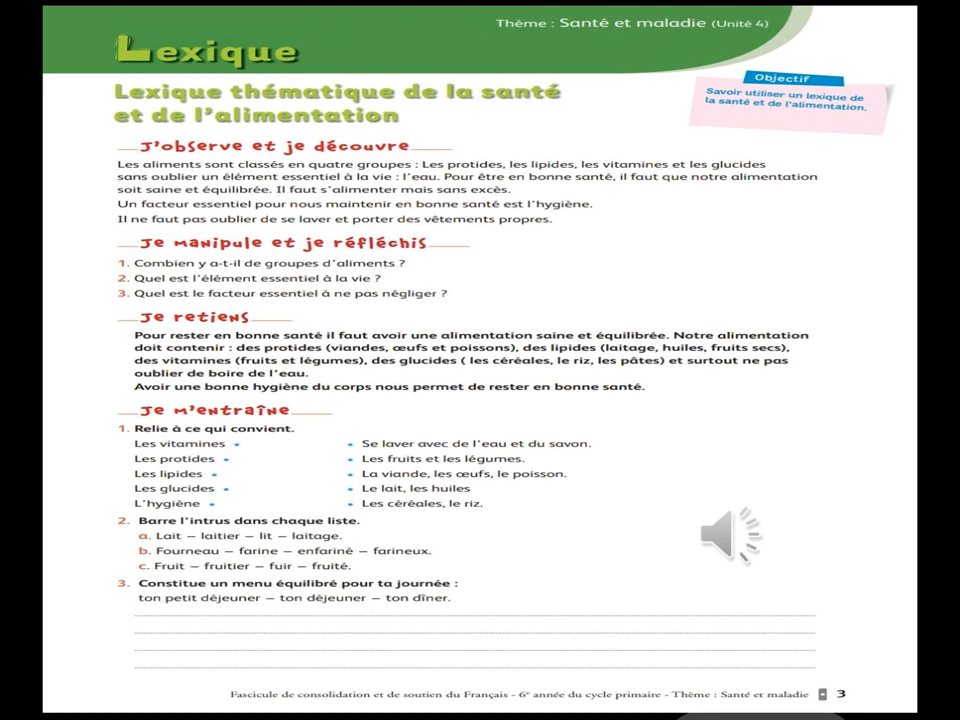 Thème : Santé et maladie (Unité 4)
Lexique
Lexique thématique de la santé
et de l'alimentation
Objectif
Savoir utiliser un lexique de
la santé et de l'alimentation.
J'observe et je découvre
Les aliments sont classés en quatre groupes : Les protides, les lipides, les vitamines et les glucides
sans oublier un élément essentiel à la vie : l'eau. Pour être en bonne santé, il faut que notre alimentation
soit saine et équilibrée. Il faut s'alimenter mais sans excès.
Un facteur essentiel pour nous maintenir en bonne santé est l'hygiène.
Il ne faut pas oublier de se laver et porter des vêtements propres.
Je manipule et je réfléchis
1. Combien y a-t-il de groupes d'aliments ?
2. Quel est l'élément essentiel à la vie ?
3. Quel est le facteur essentiel à ne pas négliger ?
Je retiens
Pour rester en bonne santé il faut avoir une alimentation saine et équilibrée. Notre alimentation
doit contenir : des protides (viandes, œufs et poissons), des lipides (laitage, huiles, fruits secs),
des vitamines (fruits et légumes), des glucides ( les céréales, le riz, les pâtes) et surtout ne pas
oublier de boire de l'eau.
Avoir une bonne hygiène du corps nous permet de rester en bonne santé.
Je m'entraîne
1. Relie à ce qui convient.
Les vitamines • • Se laver avec de l'eau et du savon.
Les protides • • Les fruits et les légumes.
Les lipides • • La viande, les œufs, le poisson.
Les glucides • • Le lait, les huiles
L'hygiène • • Les céréales, le riz.
2. Barre l'intrus dans chaque liste.
a. Lait – laitier – lit – laitage.
b. Fourneau – farine – enfariné – farineux.
c. Fruit – fruitier – fuir – fruité.
3. Constitue un menu équilibré pour ta journée :
ton petit déjeuner – ton déjeuner – ton dîner.
Fascicule de consolidation et de soutien du Français - 6e année du cycle primaire - Thème : Santé et maladie 3